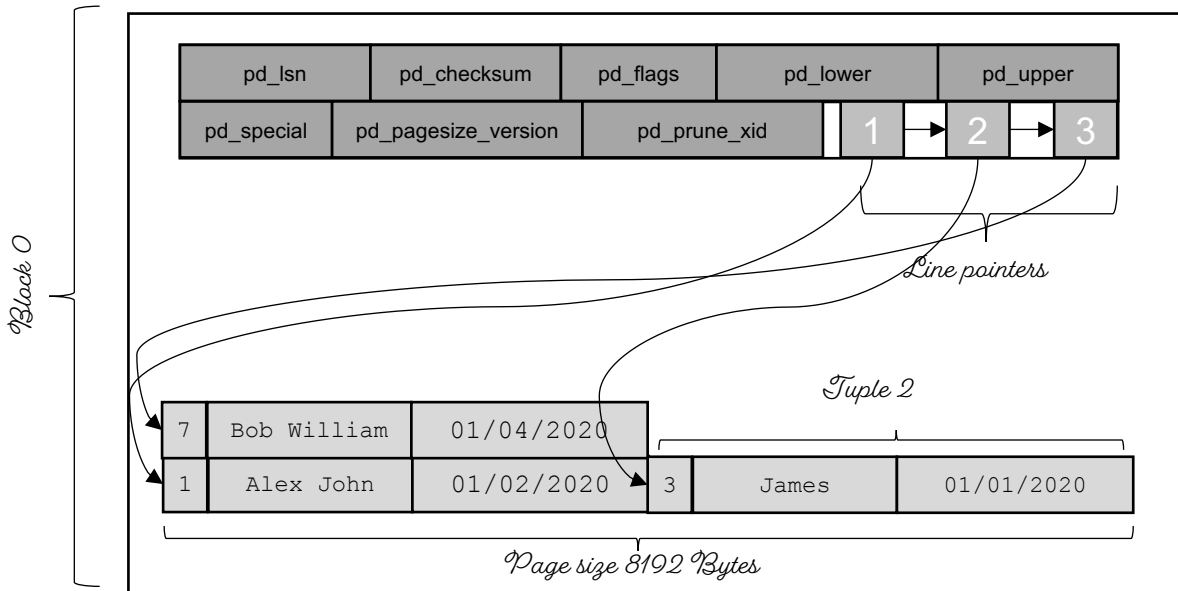 pd_lsn pd_checksum pd_flags pd_lower pd_upper
pd_special pd_pagesize_version pd_prune_xid 1 2 3
Line pointers
Block 0
Tuple 2
7 Bob William 01/04/2020
1 Alex John 01/02/2020 3 James 01/01/2020
Page size 8192 Bytes